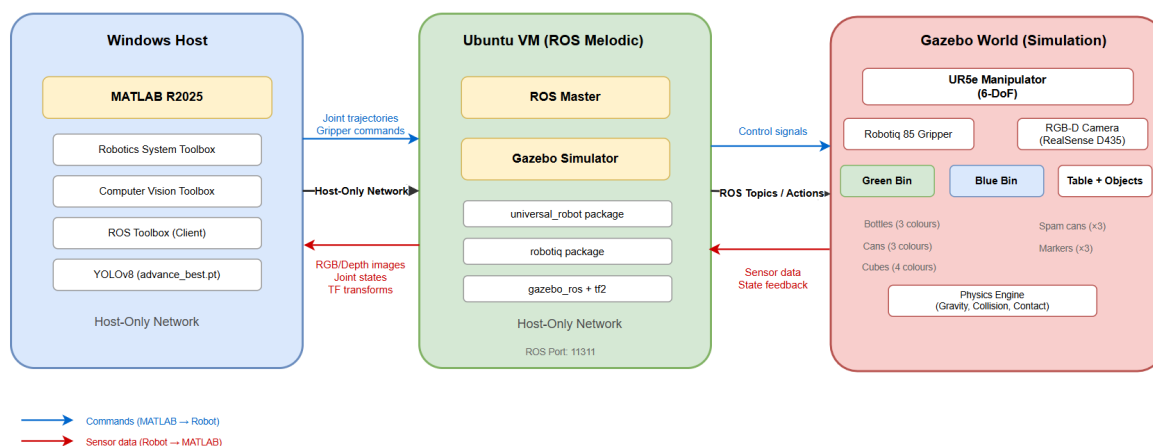 Windows Host
MATLAB R2025
Robotics System Toolbox
Computer Vision Toolbox
ROS Toolbox (Client)
YOLOv8 (advance_best.pt)
Host-Only Network
Joint trajectories
Gripper commands
Host-Only Network
RGB/Depth images
Joint states
TF transforms
Ubuntu VM (ROS Melodic)
ROS Master
Gazebo Simulator
universal_robot package
robotiq package
gazebo_ros + tf2
Host-Only Network
ROS Port: 11311
Control signals
ROS Topics / Actions
Sensor data
State feedback
Gazebo World (Simulation)
UR5e Manipulator
(6-DoF)
Robotiq 85 Gripper
RGB-D Camera
(RealSense D435)
Green Bin
Blue Bin
Table + Objects
Bottles (3 colours)
Spam cans (×3)
Cans (3 colours)
Markers (×3)
Cubes (4 colours)
Physics Engine
(Gravity, Collision, Contact)
Commands (MATLAB → Robot)
Sensor data (Robot → MATLAB)